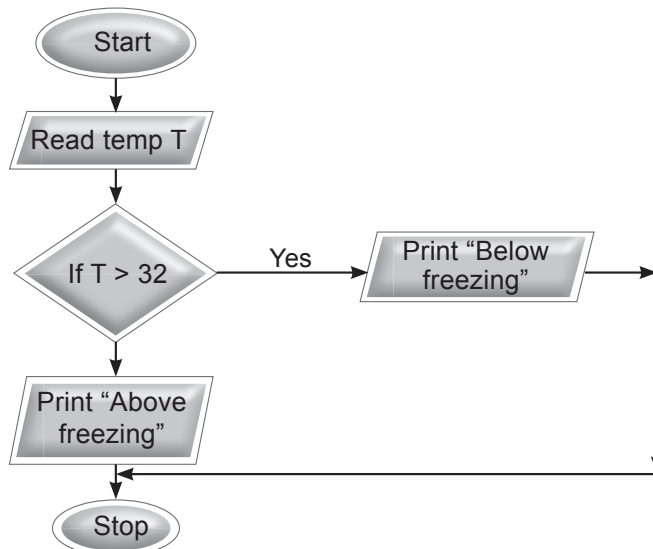 Start
Read temp T
If T > 32
Yes
Print “Below
freezing”
Print “Above
freezing”
Stop